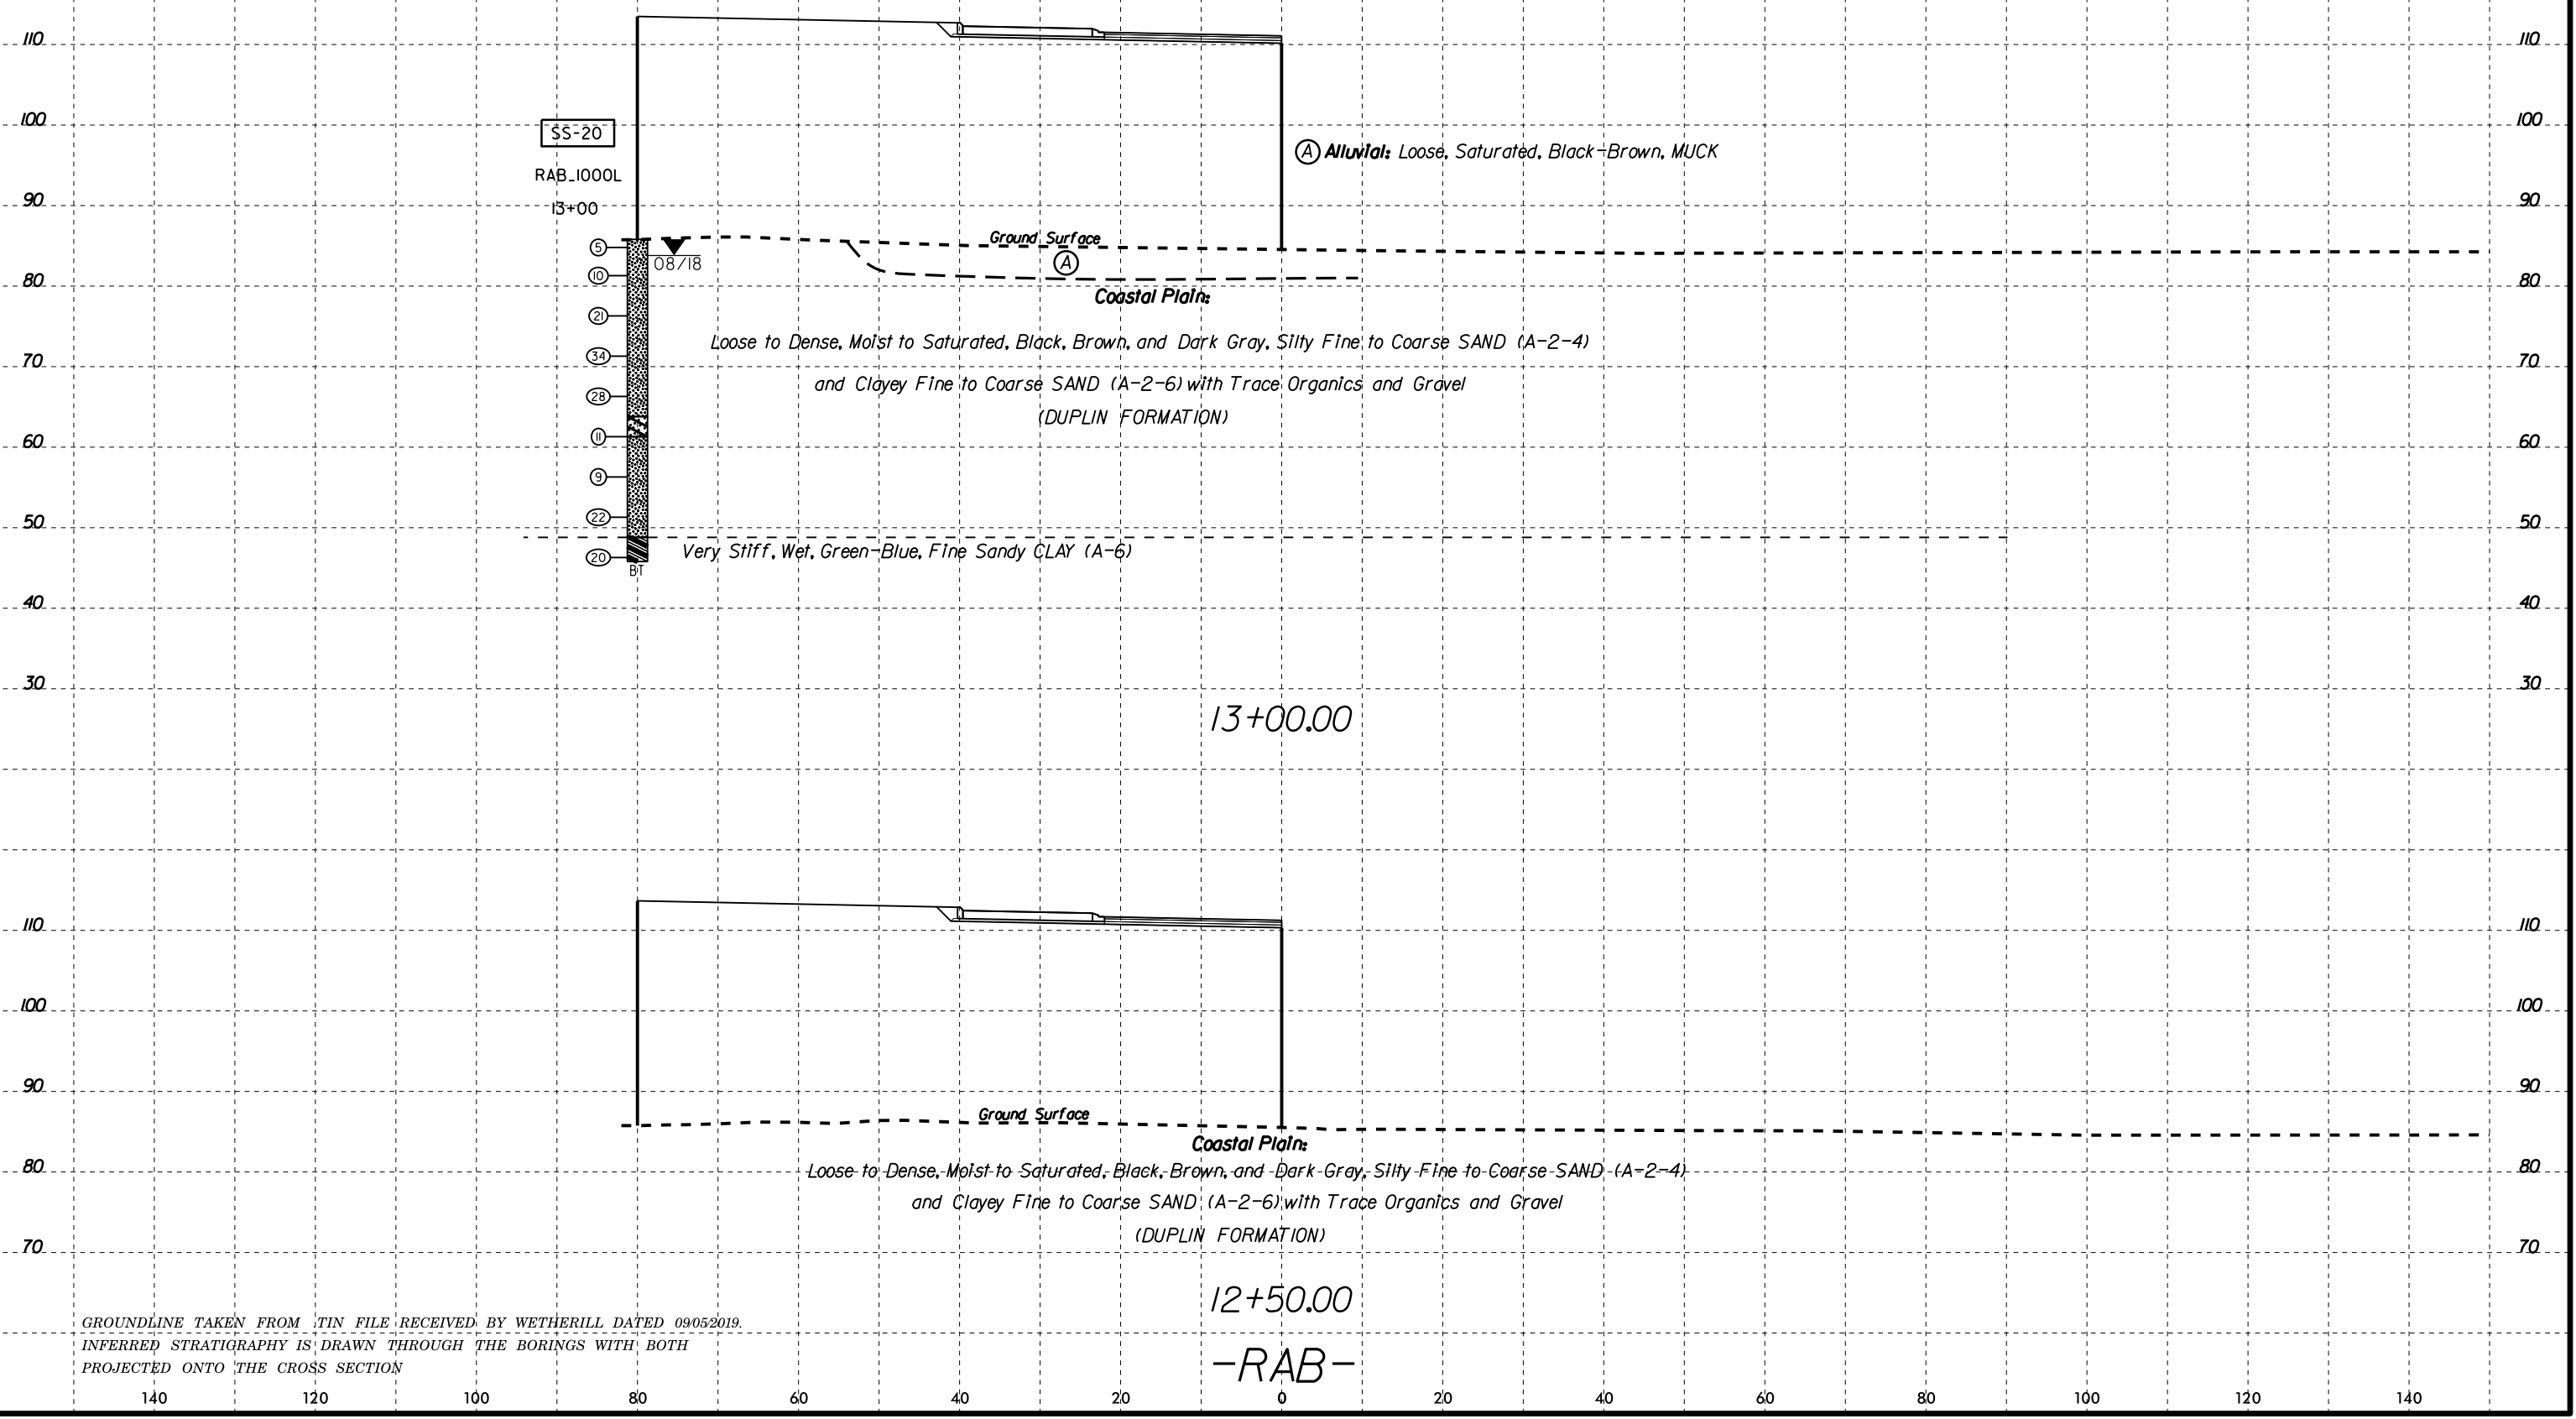 110 110
100 100
SS-20
Ⓐ Alluvial: Loose, Saturated, Black-Brown, MUCK
RAB_1000L
90 90
13+00
Ground Surface
5
08/18
A
10
80 80
Coastal Plain:
21
Loose to Dense, Moist to Saturated, Black, Brown, and Dark Gray, Silty Fine to Coarse SAND (A-2-4)
34
70 70
and Clayey Fine to Coarse SAND (A-2-6) with Trace Organics and Gravel
28
(DUPLIN FORMATION)
11
60 60
9
22
50 50
Very Stiff, Wet, Green-Blue, Fine Sandy CLAY (A-6)
20
BT
40 40
30 30
13+00.00
110 110
100 100
90 90
Ground Surface
Coastal Plain:
80 80
Loose to Dense, Moist to Saturated, Black, Brown, and Dark Gray, Silty Fine to Coarse SAND (A-2-4)
and Clayey Fine to Coarse SAND (A-2-6) with Trace Organics and Gravel
(DUPLIN FORMATION)
70 70
12+50.00
GROUNDLINE TAKEN FROM .TIN FILE RECEIVED BY WETHERILL DATED 09/05/2019.
INFERRED STRATIGRAPHY IS DRAWN THROUGH THE BORINGS WITH BOTH
PROJECTED ONTO THE CROSS SECTION
-RAB-
140 120 100 80 60 40 20 0 20 40 60 80 100 120 140